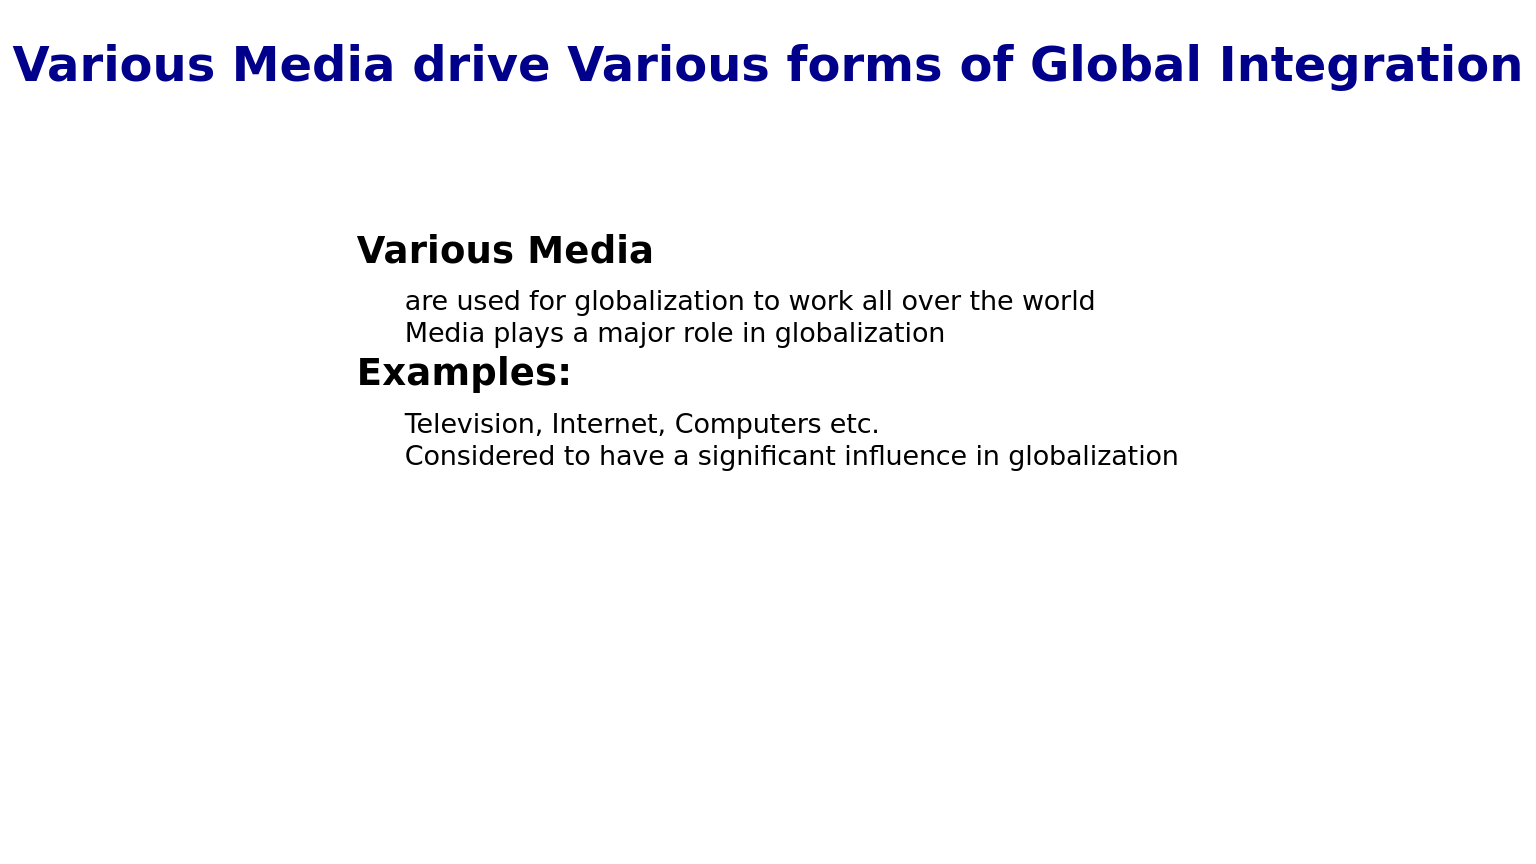 Various Media drive Various forms of Global Integration
Various Media
are used for globalization to work all over the world
Media plays a major role in globalization
Examples:
Television, Internet, Computers etc.
Considered to have a significant influence in globalization